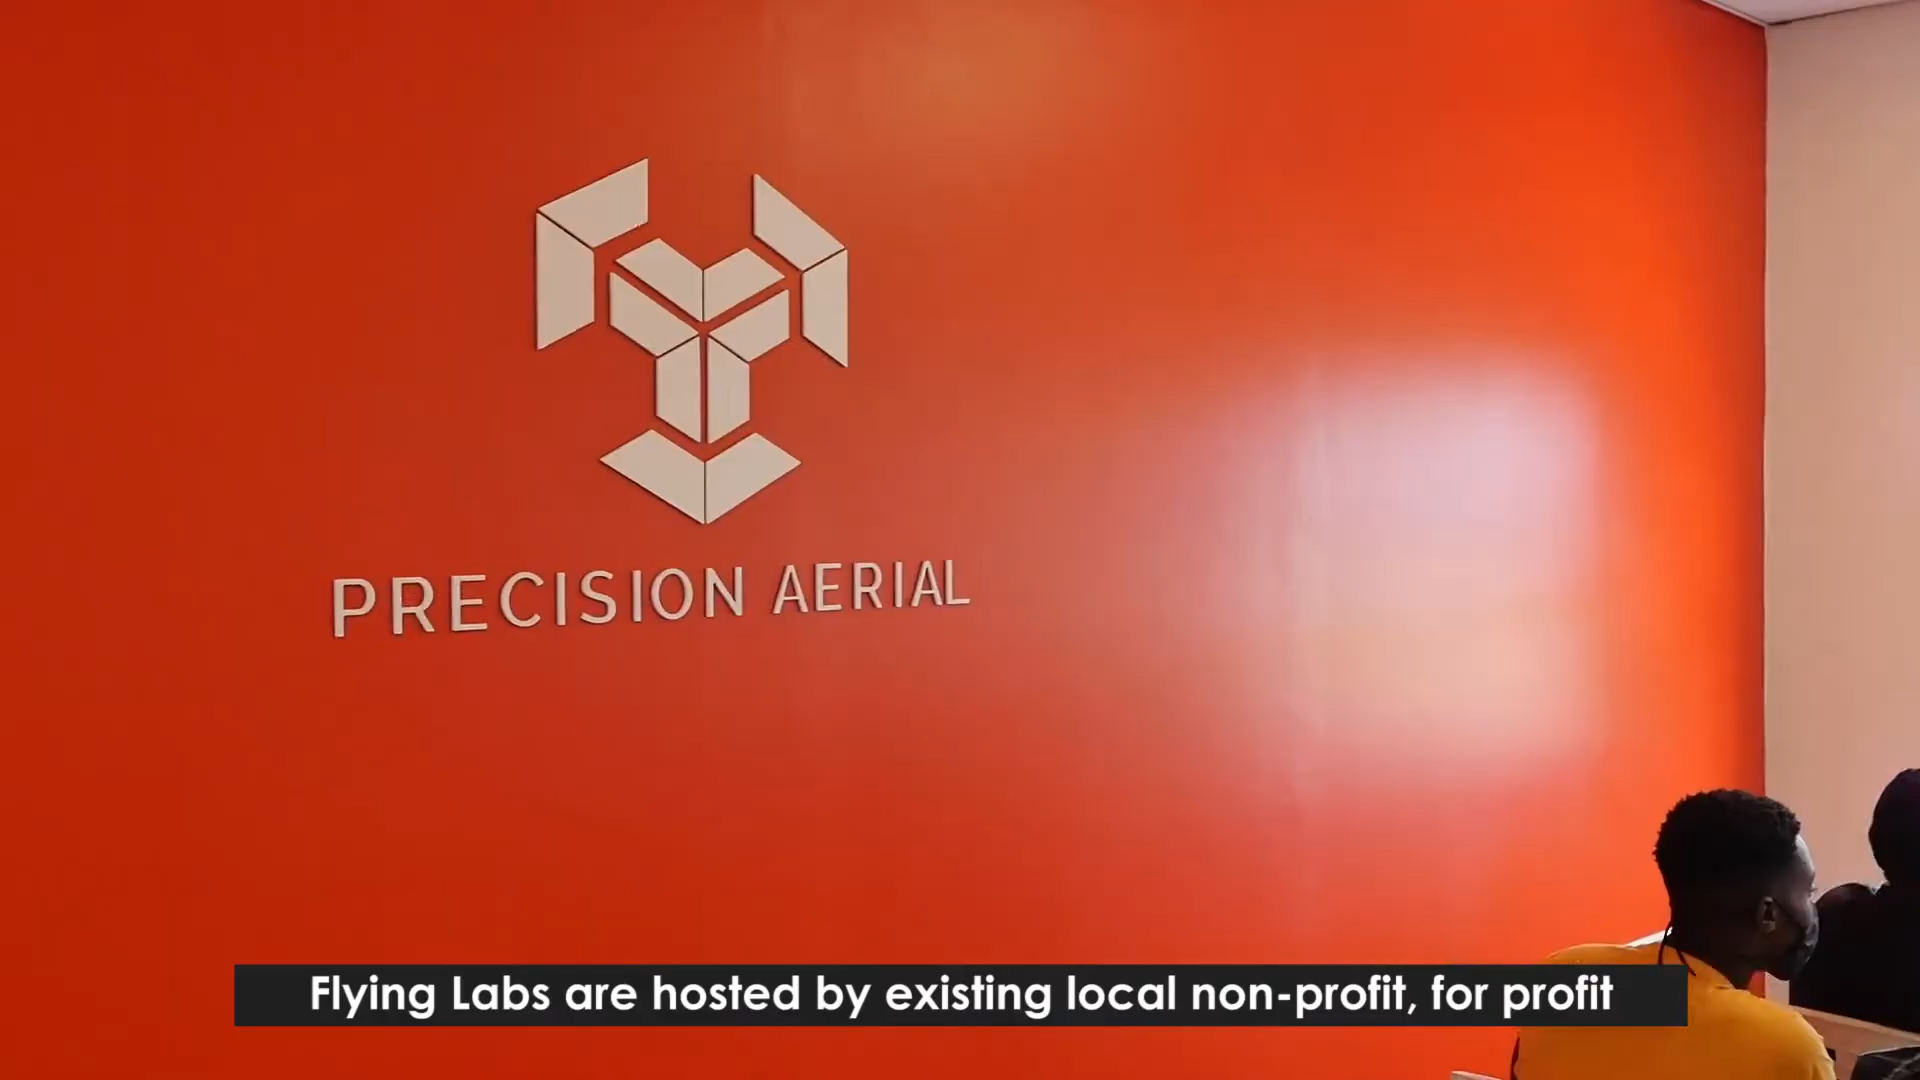 PRECISION AERIAL
Flying Labs are hosted by existing local non-profit, for profit